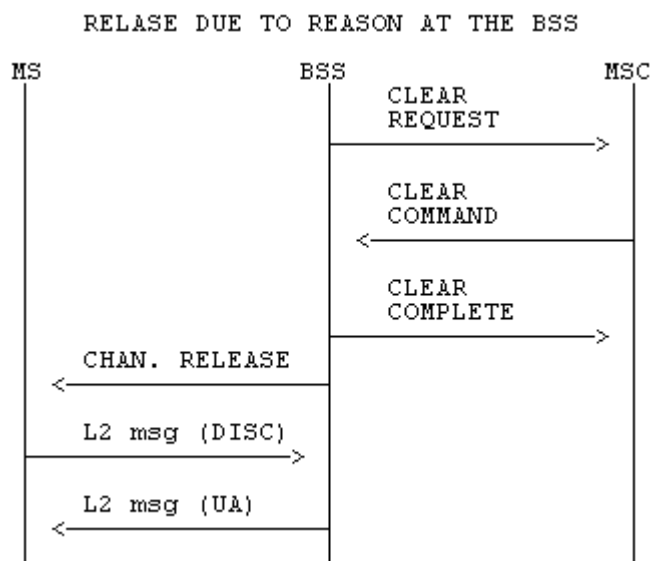 RELASE DUE TO REASON AT THE BSS
MS BSS MSC
CLEAR
REQUEST
CLEAR
COMMAND
CLEAR
COMPLETE
CHAN. RELEASE
L2 msg (DISC)
L2 msg (UA)